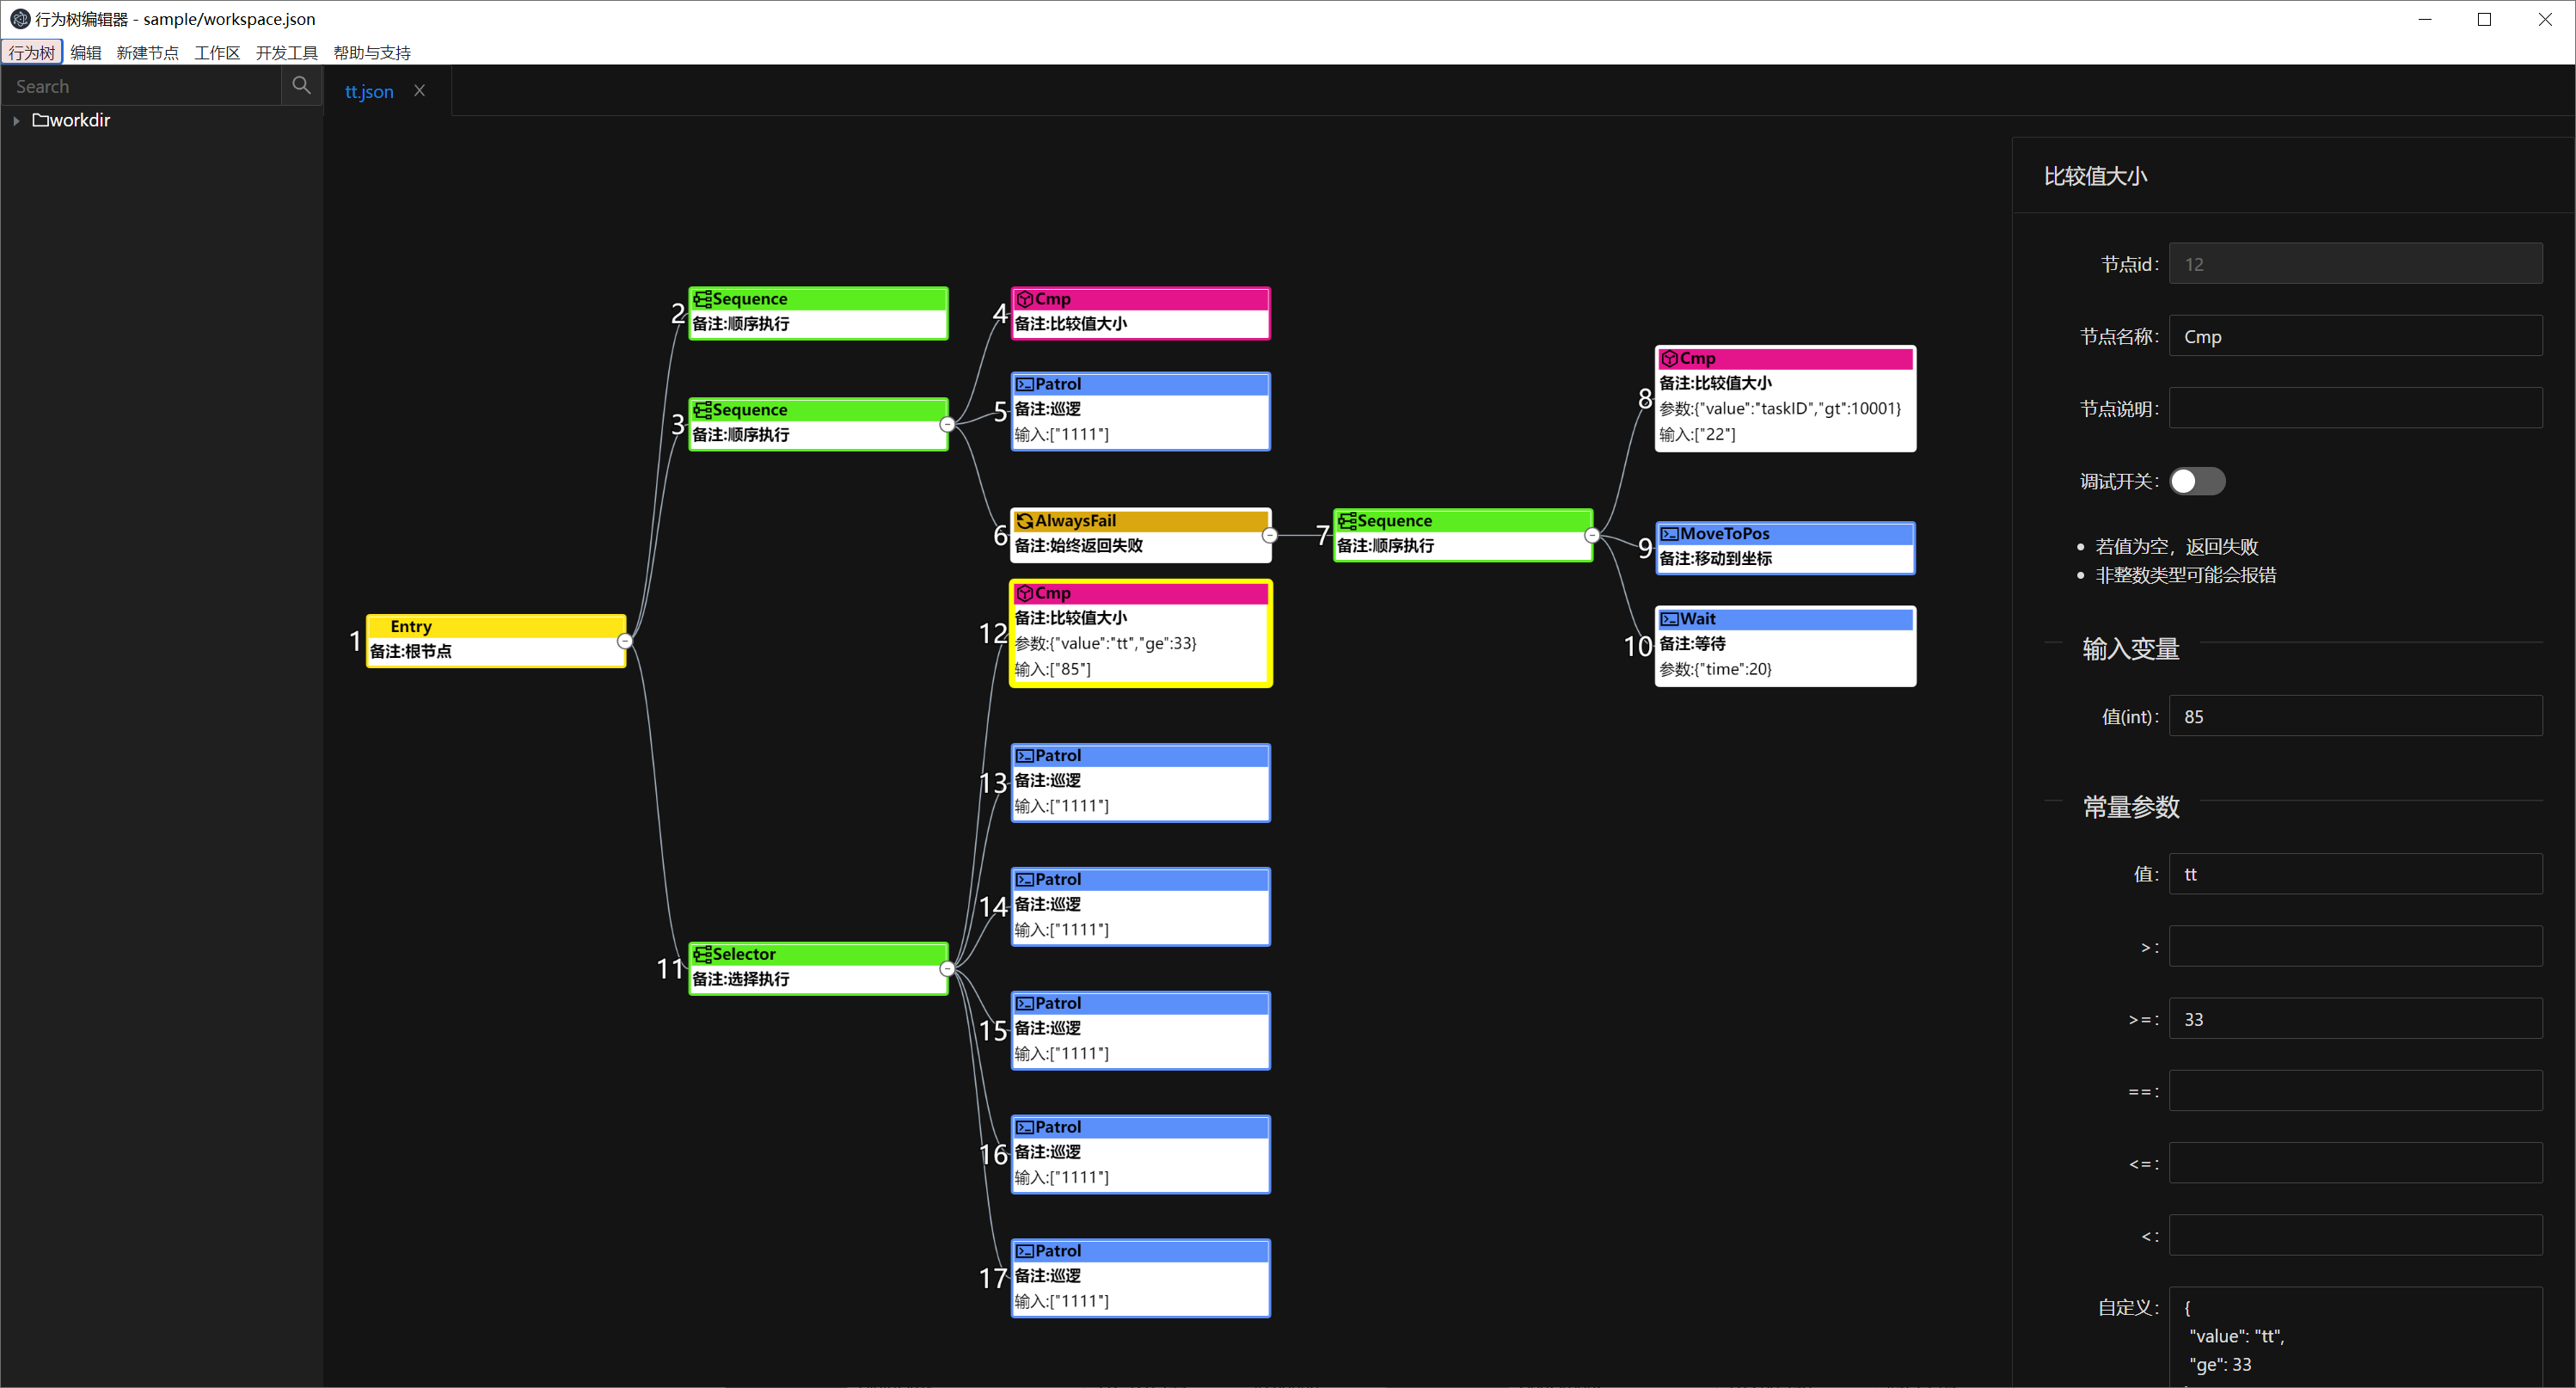 行为树编辑器 - sample/workspace.json
行为树 编辑 新建节点 工作区 开发工具 帮助与支持
Search
workdir
tt.json
1
Entry
备注:根节点
2
Sequence
备注:顺序执行
3
Sequence
备注:顺序执行
4
Cmp
备注:比较值大小
5
Patrol
备注:巡逻
输入:["1111"]
6
AlwaysFail
备注:始终返回失败
7
Sequence
备注:顺序执行
8
Cmp
备注:比较值大小
参数:{"value":"taskID","gt":10001}
输入:["22"]
9
MoveToPos
备注:移动到坐标
10
Wait
备注:等待
参数:{"time":20}
11
Selector
备注:选择执行
12
Cmp
备注:比较值大小
参数:{"value":"tt","ge":33}
输入:["85"]
13
Patrol
备注:巡逻
输入:["1111"]
14
Patrol
备注:巡逻
输入:["1111"]
15
Patrol
备注:巡逻
输入:["1111"]
16
Patrol
备注:巡逻
输入:["1111"]
17
Patrol
备注:巡逻
输入:["1111"]
比较值大小
节点id: 12
节点名称: Cmp
节点说明:
调试开关:
若值为空，返回失败
非整数类型可能会报错
输入变量
值(int): 85
常量参数
值: tt
>:
>=: 33
==:
<=:
<:
自定义: {
"value": "tt",
"ge": 33